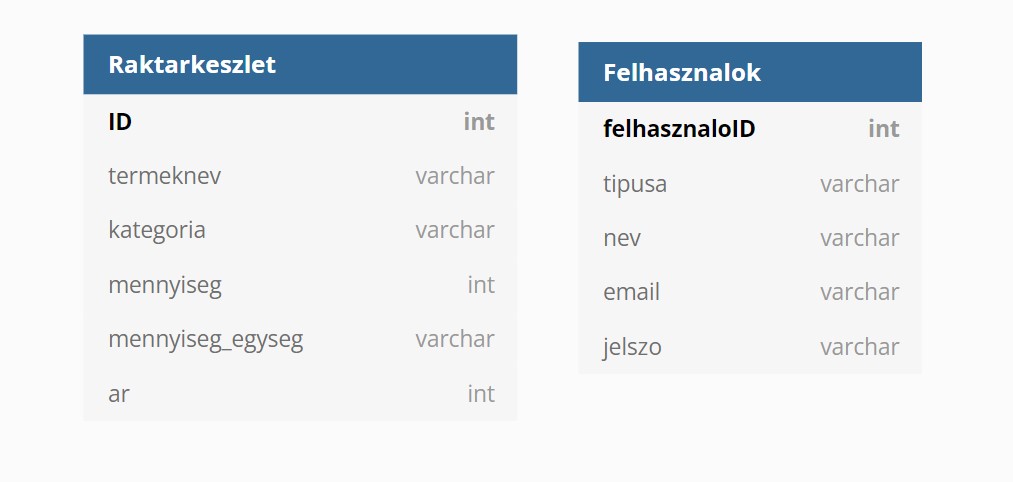 Raktarkeszlet
ID int
termeknev varchar
kategoria varchar
mennyiseg int
mennyiseg_egyseg varchar
ar int
Felhasznalok
felhasznaloID int
tipusa varchar
nev varchar
email varchar
jelszo varchar